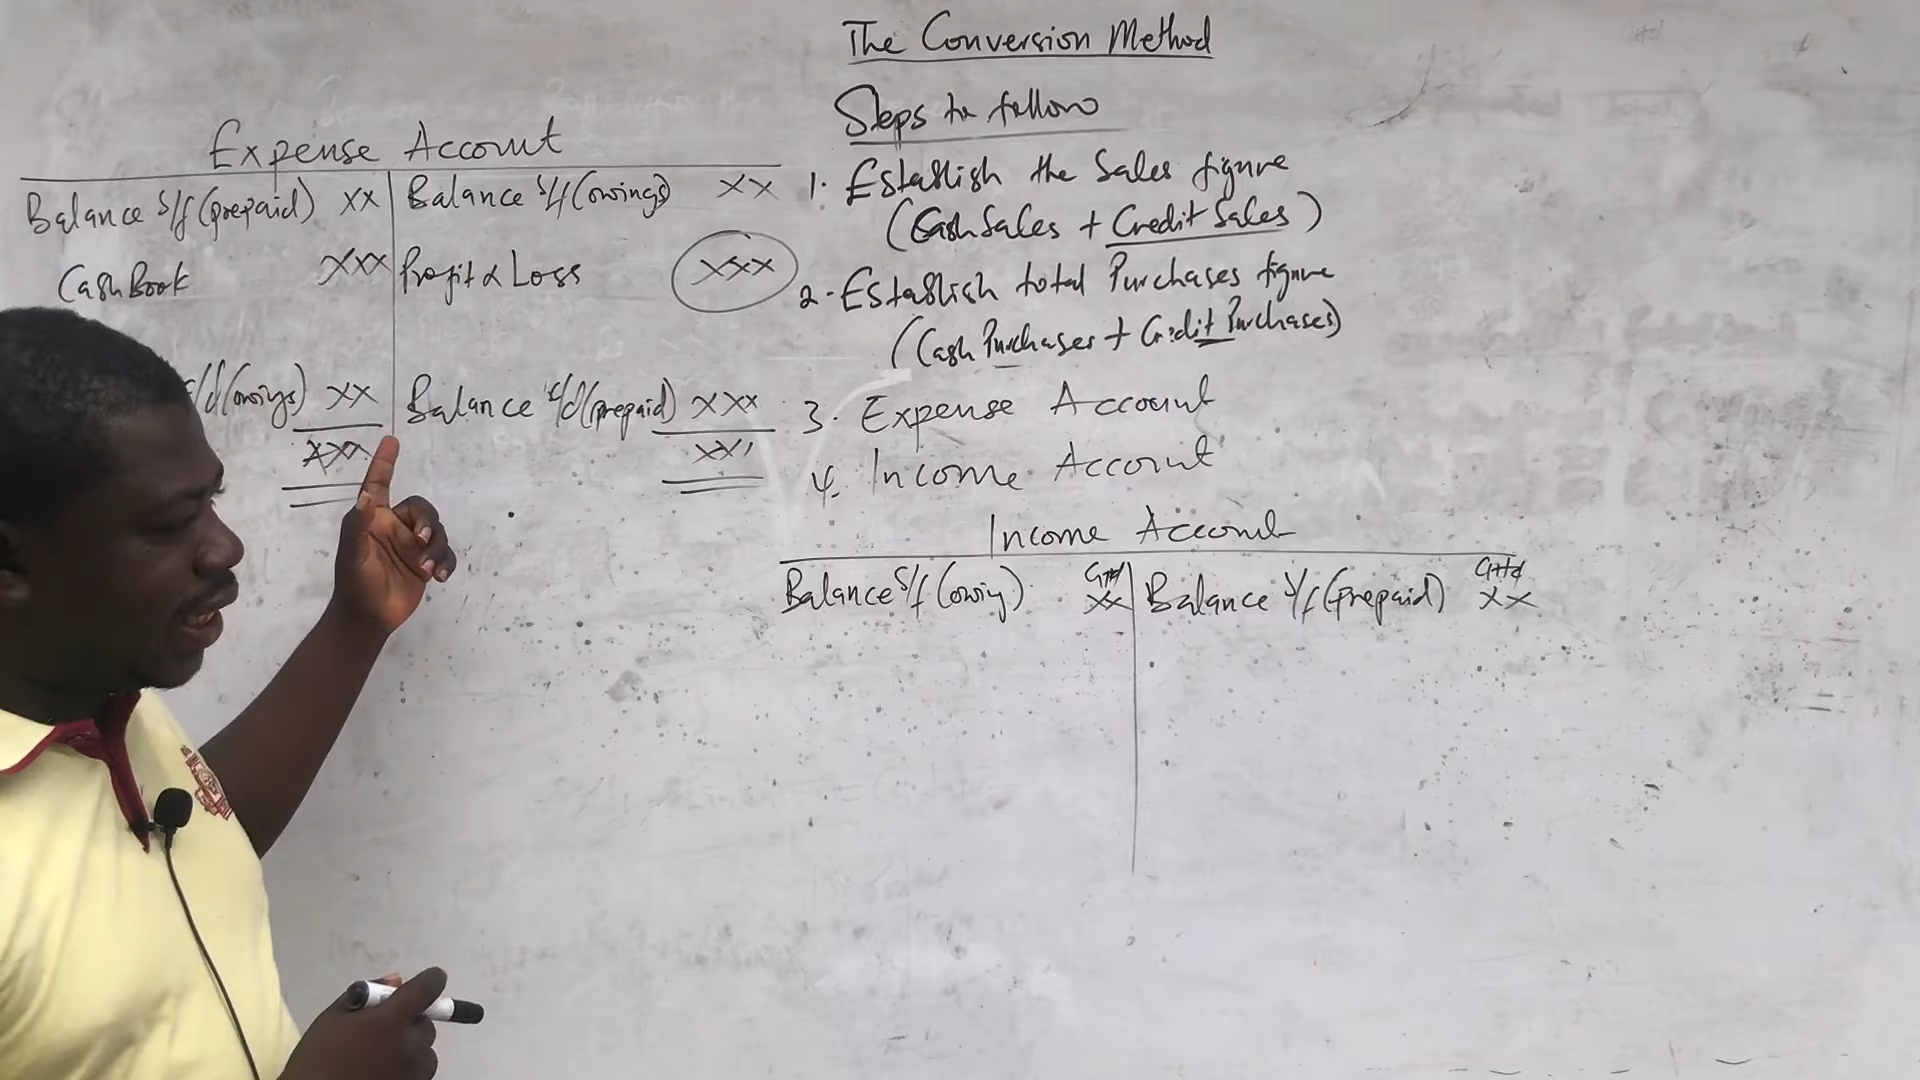 The Conversion Method
Steps to follow
1. Establish the Sales figure
(Cash Sales + Credit Sales)
2. Establish total Purchases figure
(Cash Purchases + Credit Purchases)
3. Expense Account
4. Income Account
Expense Account
Balance b/f (prepaid) xx Balance b/f (owings) xx
Cash Book xxx Profit & Loss xxx
c/d (owings) xx Balance c/d (prepaid) xxx
xxx xxx
Income Account
GH¢ GH¢
Balance b/f (owing) xx Balance b/f (prepaid) xx